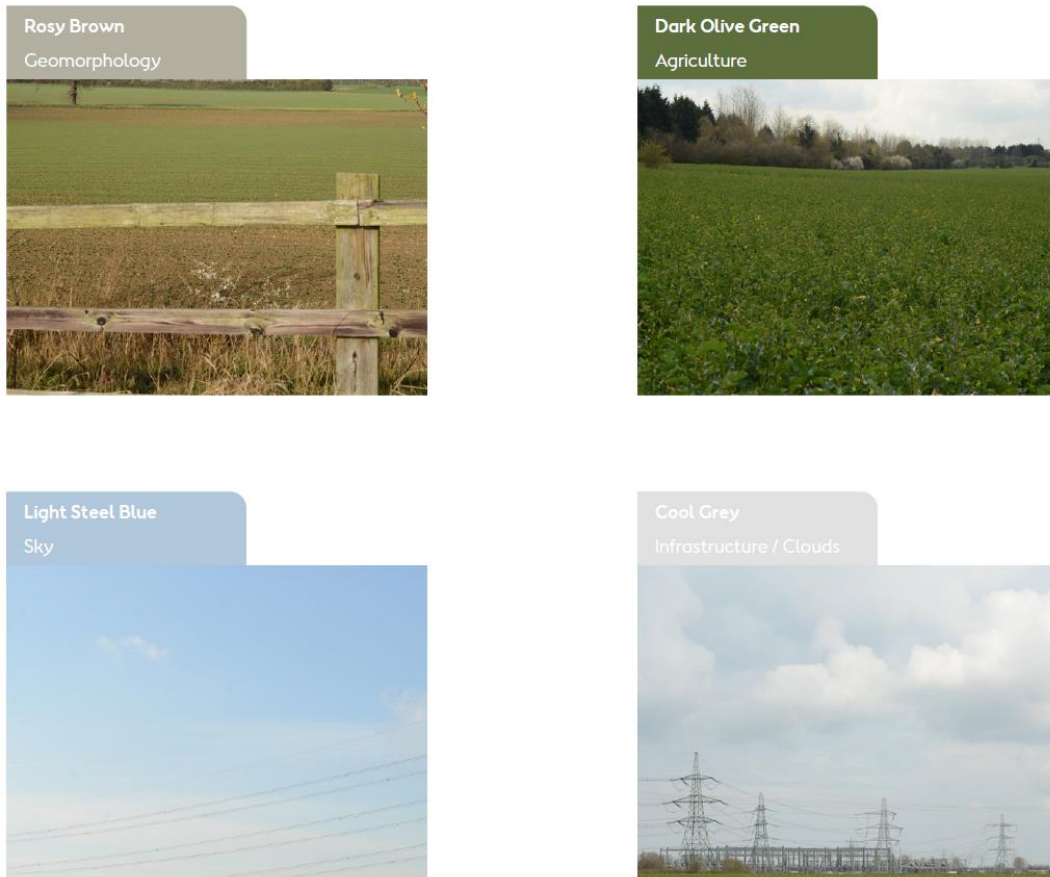 Rosy Brown
Geomorphology
Dark Olive Green
Agriculture
Light Steel Blue
Sky
Cool Grey
Infrastructure / Clouds